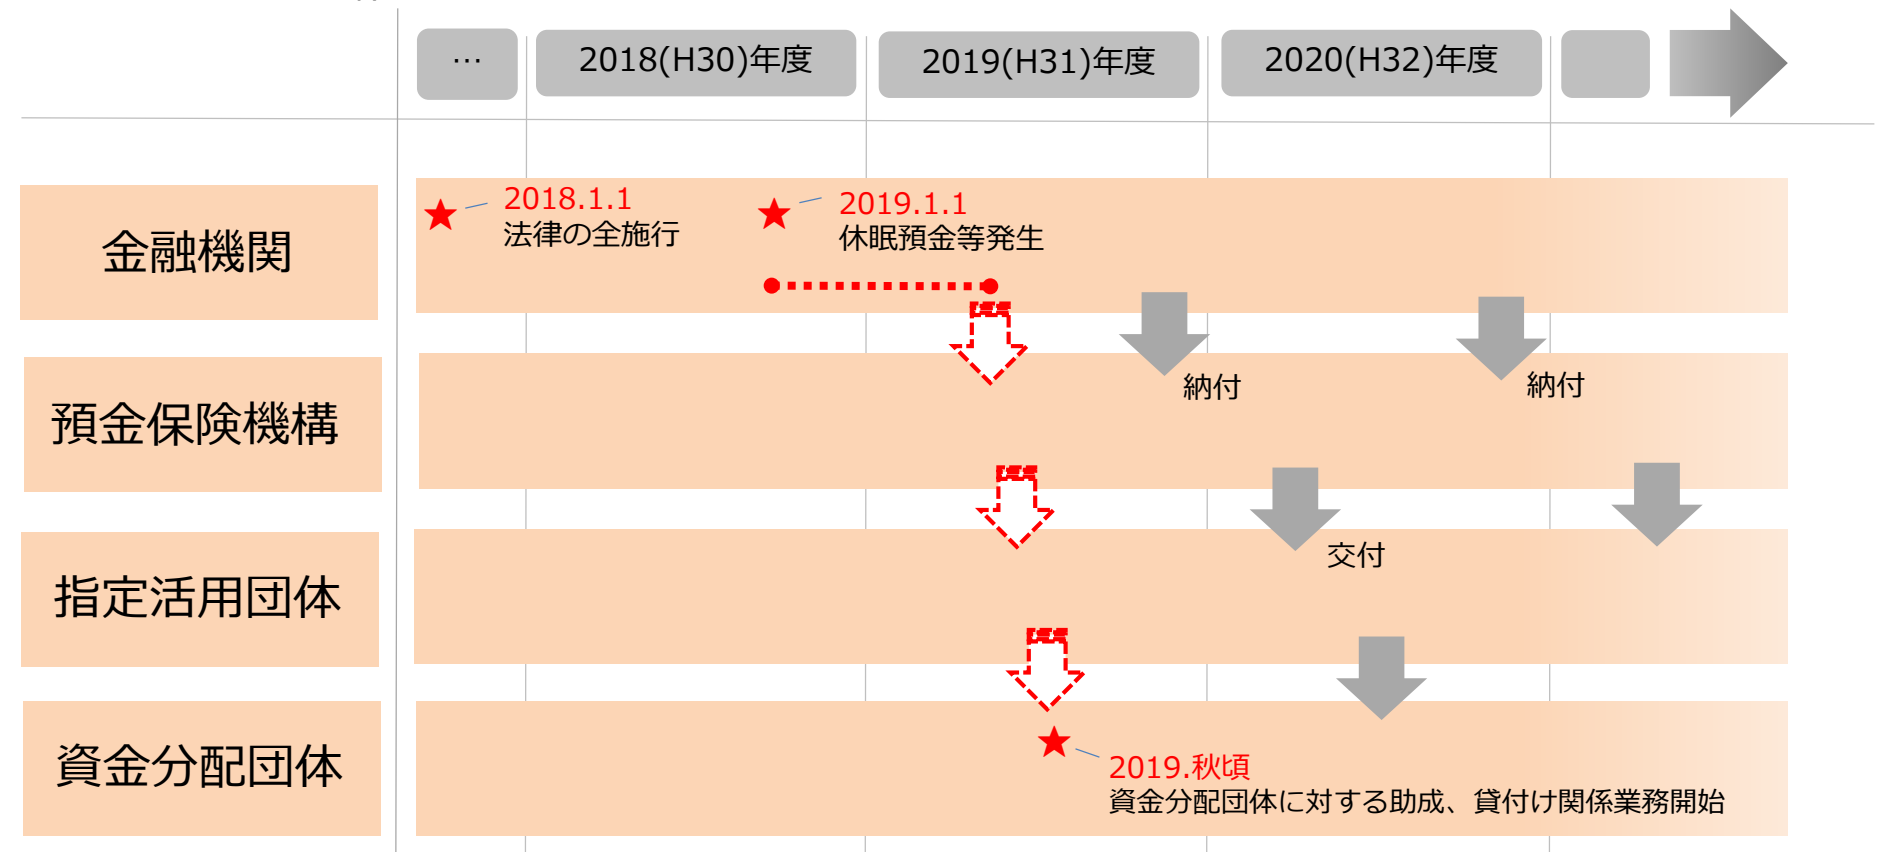 …
2018(H30)年度
2019(H31)年度
2020(H32)年度
金融機関
2018.1.1
法律の全施行
2019.1.1
休眠預金等発生
預金保険機構
納付
納付
指定活用団体
交付
資金分配団体
2019.秋頃
資金分配団体に対する助成、貸付け関係業務開始